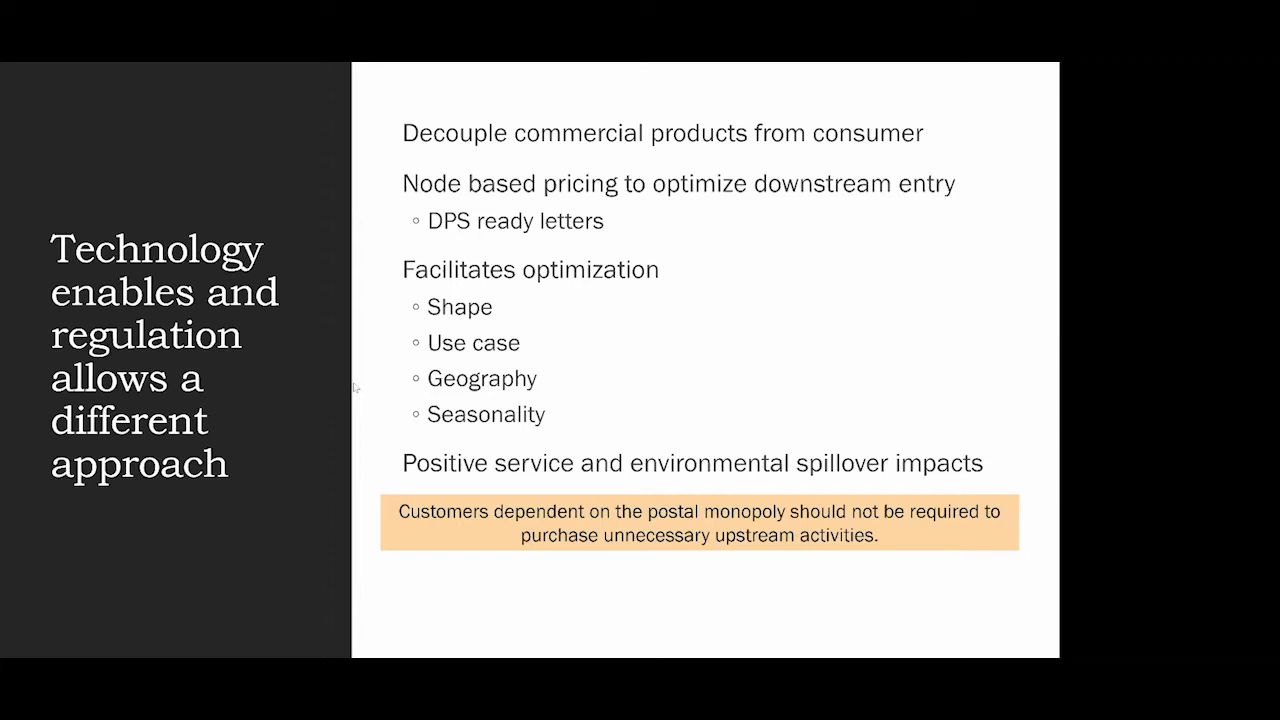 Technology
enables and
regulation
allows a
different
approach
Decouple commercial products from consumer
Node based pricing to optimize downstream entry
◦ DPS ready letters
Facilitates optimization
◦ Shape
◦ Use case
◦ Geography
◦ Seasonality
Positive service and environmental spillover impacts
Customers dependent on the postal monopoly should not be required to
purchase unnecessary upstream activities.